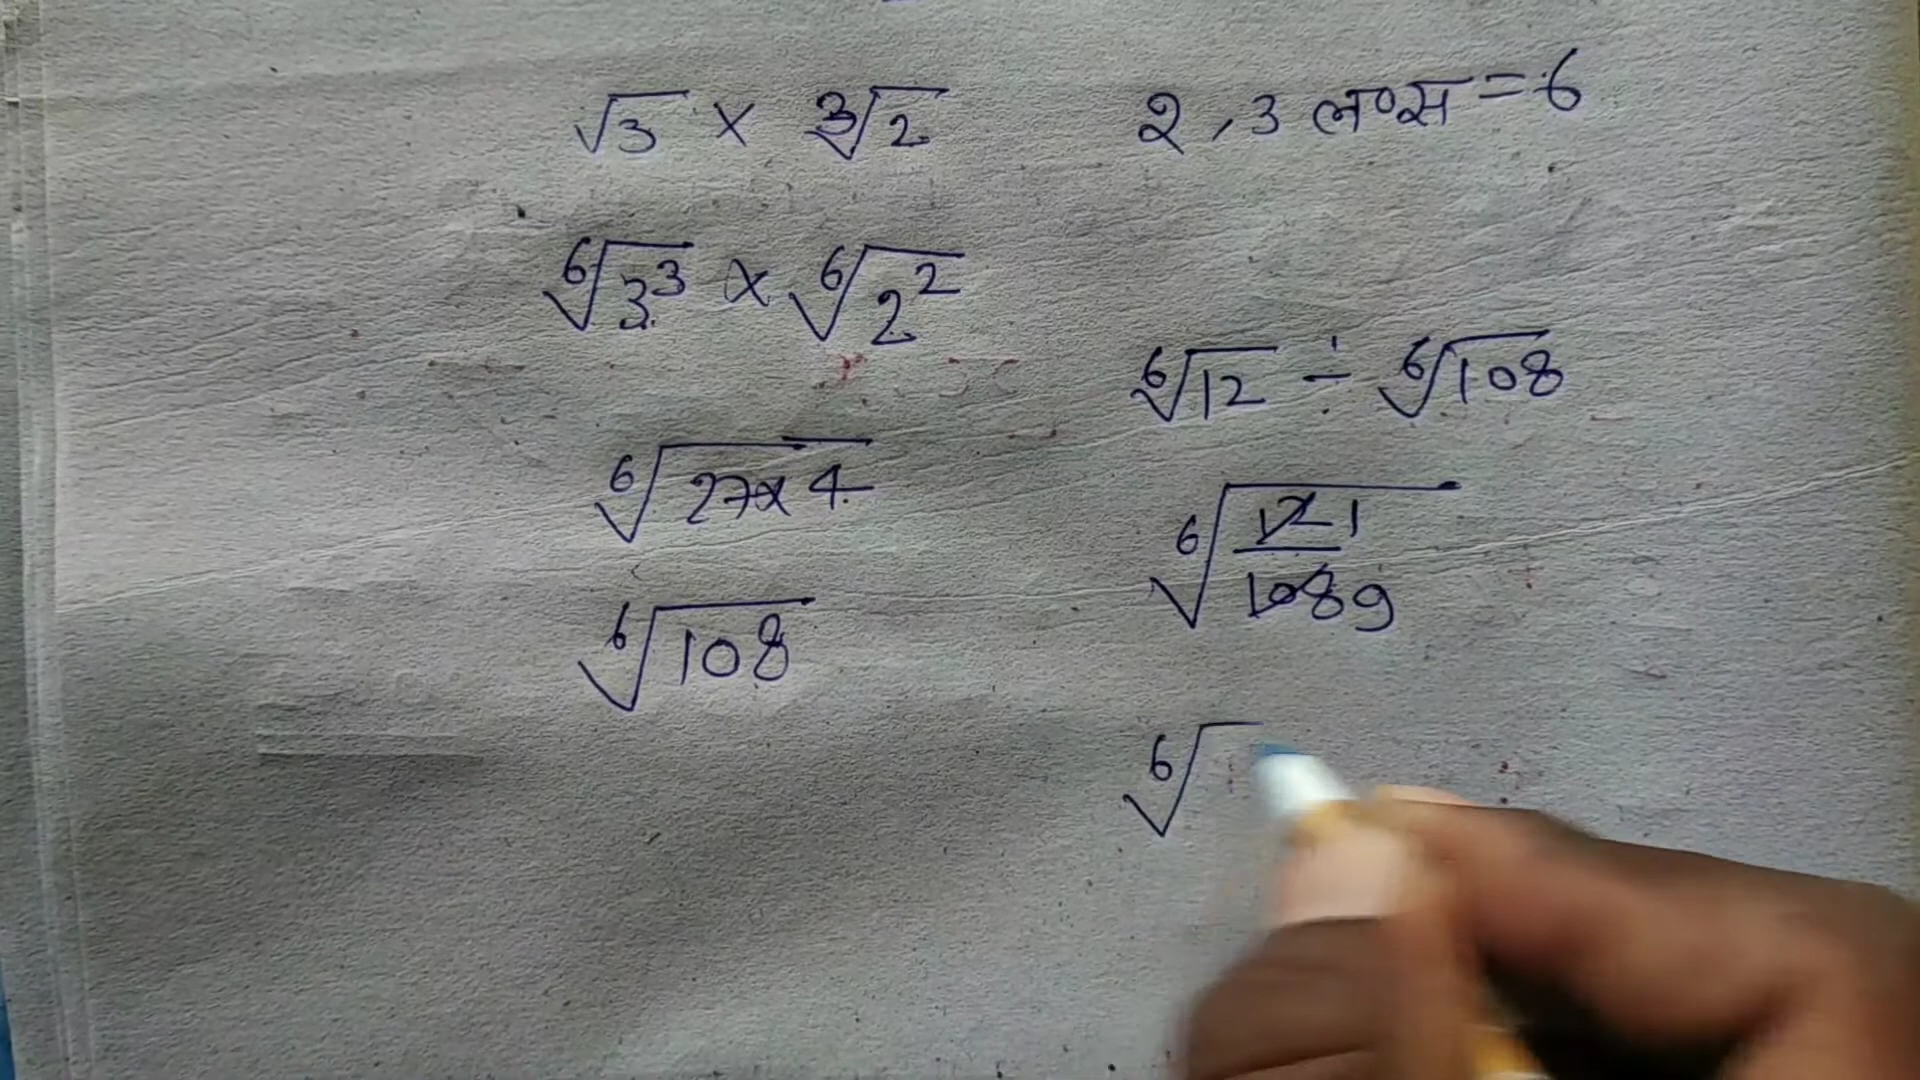 √3 × ∛2
2, 3 ल०स = 6
⁶√3³ × ⁶√2²
⁶√12 ÷ ⁶√108
⁶√27×4
⁶√12 1
108 9
⁶√108
⁶√